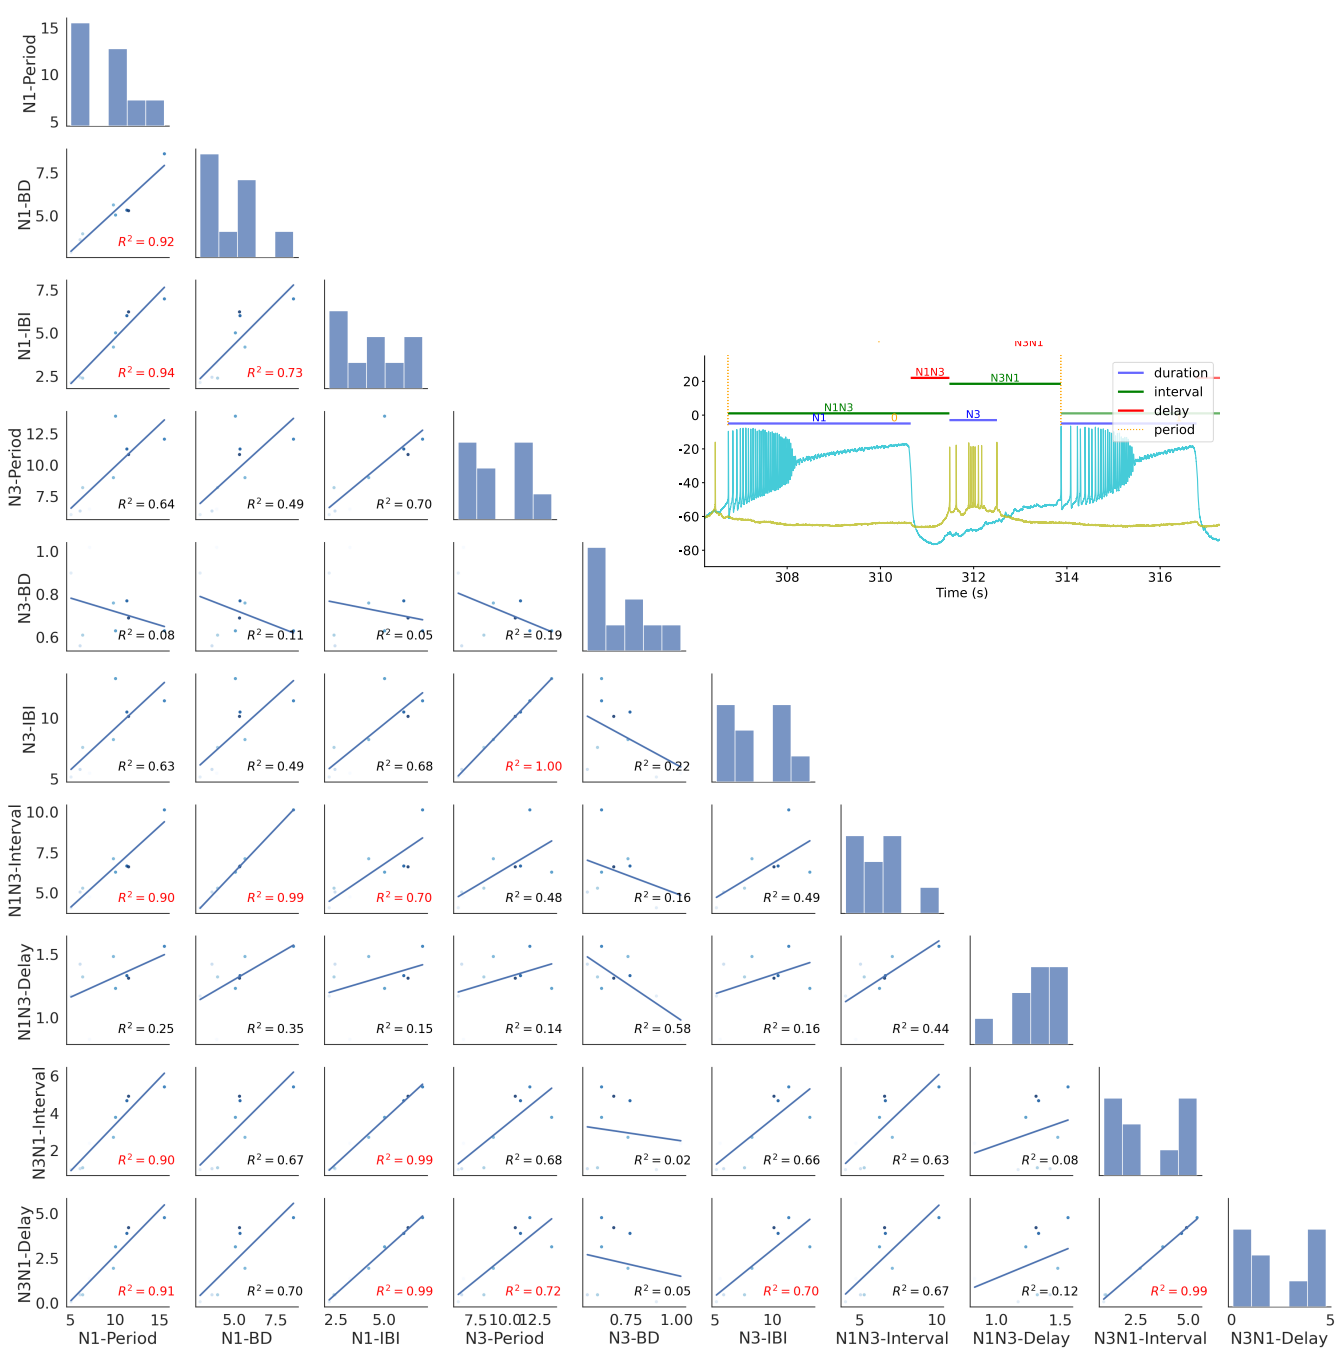 15
10
5
N1-Period
7.5
5.0
N1-BD
R² = 0.92
7.5
5.0
2.5
N1-IBI
R² = 0.94
R² = 0.73
N3N1
20
0
-20
-40
-60
-80
N1N3
N3N1
N1N3
N1
0
N3
duration
interval
delay
period
308
310
312
314
316
Time (s)
12.5
10.0
7.5
N3-Period
R² = 0.64
R² = 0.49
R² = 0.70
1.0
0.8
0.6
N3-BD
R² = 0.08
R² = 0.11
R² = 0.05
R² = 0.19
10
5
N3-IBI
R² = 0.63
R² = 0.49
R² = 0.68
R² = 1.00
R² = 0.22
10.0
7.5
5.0
N1N3-Interval
R² = 0.90
R² = 0.99
R² = 0.70
R² = 0.48
R² = 0.16
R² = 0.49
1.5
1.0
N1N3-Delay
R² = 0.25
R² = 0.35
R² = 0.15
R² = 0.14
R² = 0.58
R² = 0.16
R² = 0.44
6
4
2
N3N1-Interval
R² = 0.90
R² = 0.67
R² = 0.99
R² = 0.68
R² = 0.02
R² = 0.66
R² = 0.63
R² = 0.08
5.0
2.5
0.0
N3N1-Delay
R² = 0.91
R² = 0.70
R² = 0.99
R² = 0.72
R² = 0.05
R² = 0.70
R² = 0.67
R² = 0.12
R² = 0.99
5 10 15
5.0 7.5
2.5 5.0
7.5 10.0 12.5
0.75 1.00
5 10
5 10
1.0 1.5
2.5 5.0
0 5
N1-Period
N1-BD
N1-IBI
N3-Period
N3-BD
N3-IBI
N1N3-Interval
N1N3-Delay
N3N1-Interval
N3N1-Delay